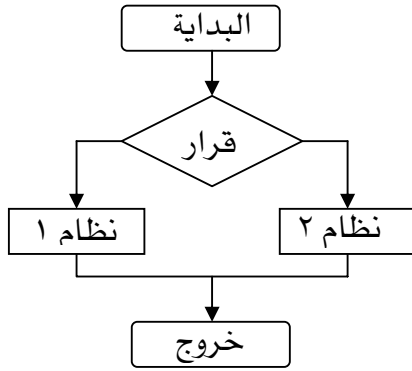 البداية
قرار
نظام ٢
نظام ١
خروج